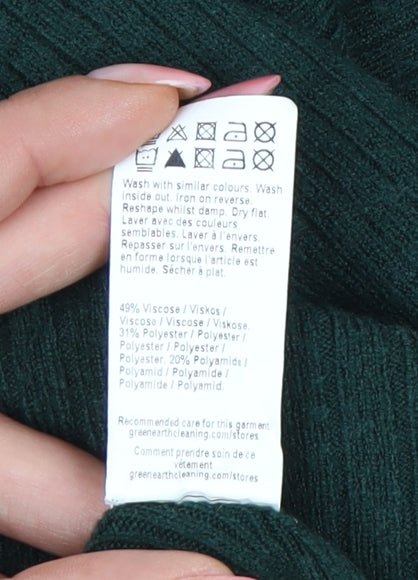 Wash with similar colours. Wash
inside out. iron on reverse.
Reshape whilst damp. Dry flat.
Laver avec des couleurs
semblables. Laver à l'envers.
Repasser sur l'envers. Remettre
en forme lorsque l'article est
humide. Sécher à plat.
49% Viscose / Viskos /
Viscosa / Viscose / Viskose.
31% Polyester / Polyester /
Polyester / Polyester /
Polyester. 20% Polyamide /
Polyamid / Polyamide /
Polyamide / Polyamid.
Recommended care for this garment
greenearthcleaning.com/stores
Comment prendre soin de ce
vêtement
greenearthcleaning.com/stores